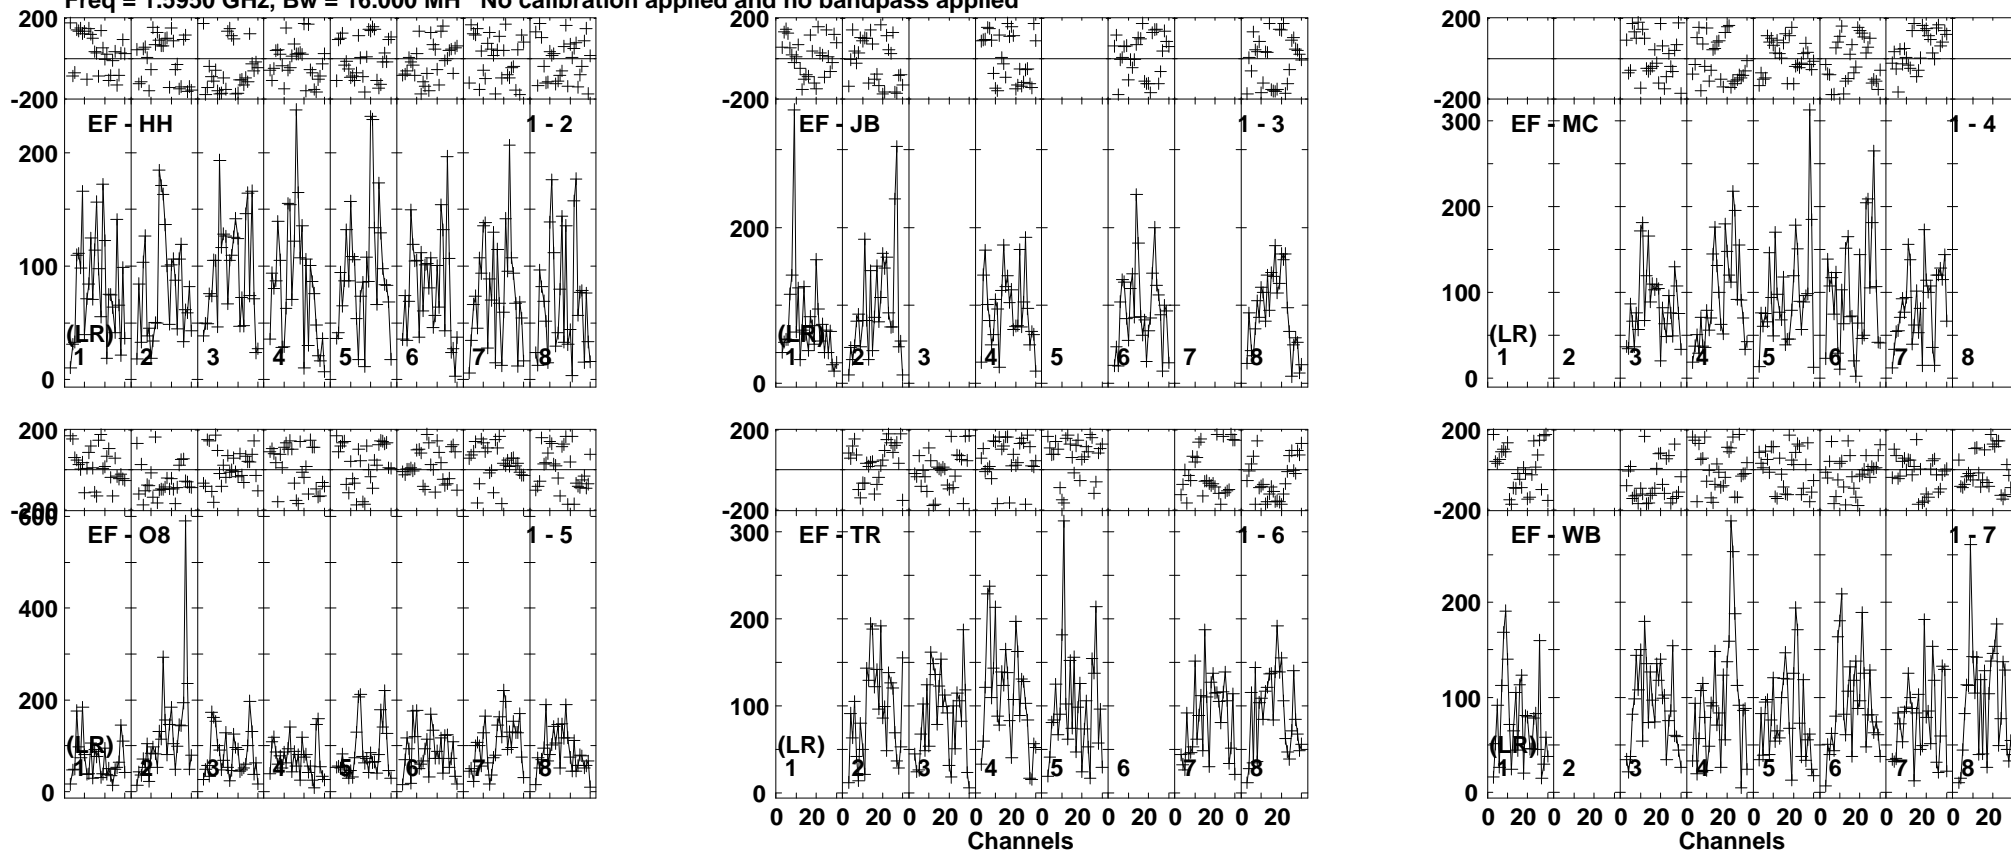 Freq = 1.5950 GHz, Bw = 16.000 MH No calibration applied and no bandpass applied
200 200 200
-200 -200 -200
EF - HH 1 - 2 EF - JB 1 - 3 EF - MC 1 - 4
300
200 200 200
100 100
(LR) (LR) (LR)
1 2 3 4 5 6 7 8 1 2 3 4 5 6 7 8 1 2 3 4 5 6 7 8
0 0 0
200 200 200
-200 -200 -200
600
EF - O8 1 - 5 EF - TR 1 - 6 EF - WB 1 - 7
300
400
200 200
200
100 100
(LR) (LR) (LR)
1 2 3 4 5 6 7 8 1 2 3 4 5 6 7 8 1 2 3 4 5 6 7 8
0 0 0
0 20 0 20 0 20 0 20 0 20 0 20 0 20 0 20 0 20 0 20 0 20 0 20 0 20 0 20 0 20 0 20
Channels Channels